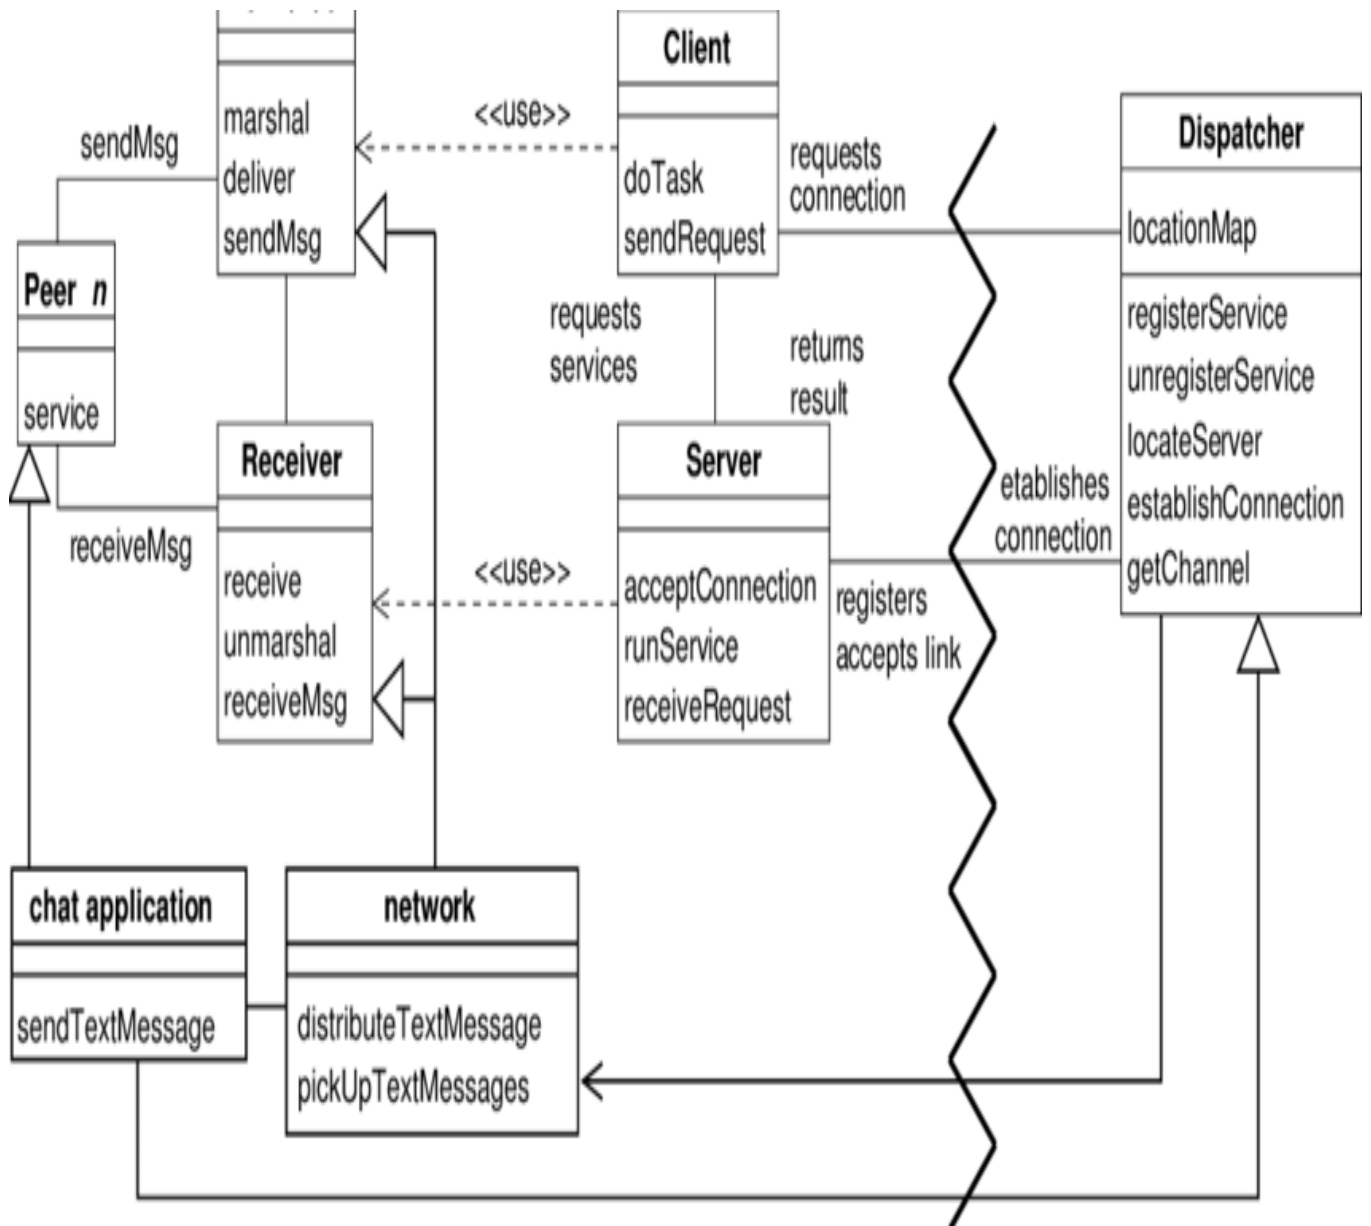 Client
<<use>>
marshal
deliver
sendMsg
sendMsg
doTask
sendRequest
requests
connection
Dispatcher
locationMap
registerService
unregisterService
locateServer
establishConnection
getChannel
Peer n
service
requests
services
returns
result
Receiver
receive
unmarshal
receiveMsg
receiveMsg
<<use>>
Server
acceptConnection
runService
receiveRequest
etablishes
connection
registers
accepts link
chat application
sendTextMessage
network
distributeTextMessage
pickUpTextMessages